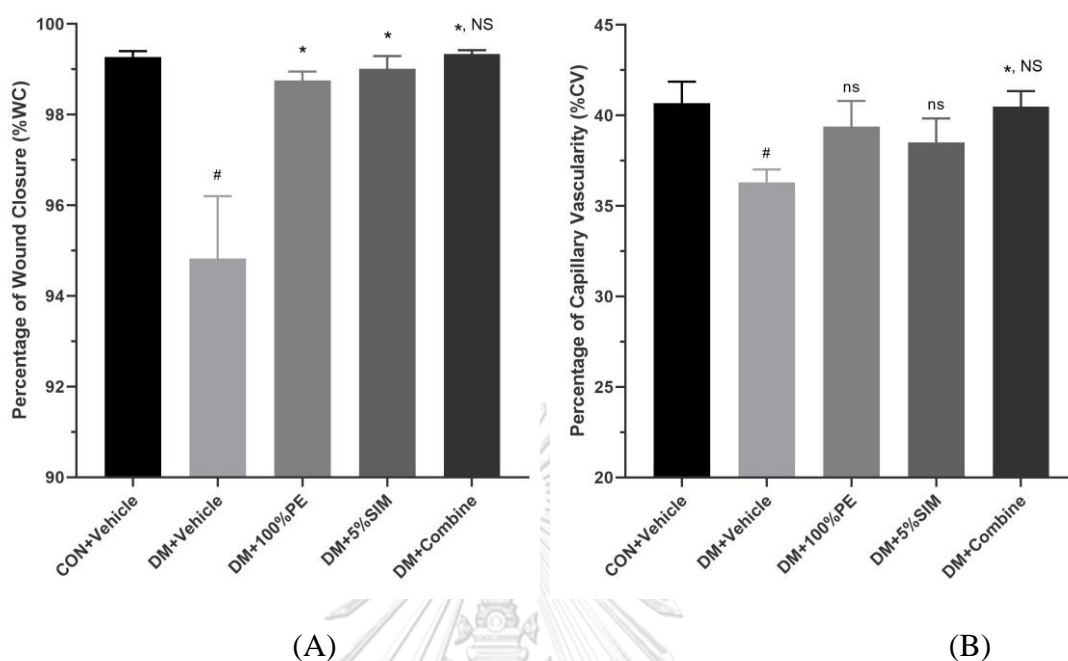 Percentage of Wound Closure (%WC)
100
98
96
94
92
90
#
*
*
*, NS
CON+Vehicle
DM+Vehicle
DM+100%PE
DM+5%SIM
DM+Combine
(A)
Percentage of Capillary Vascularity (%CV)
45
40
35
30
25
20
#
ns
ns
*, NS
CON+Vehicle
DM+Vehicle
DM+100%PE
DM+5%SIM
DM+Combine
(B)